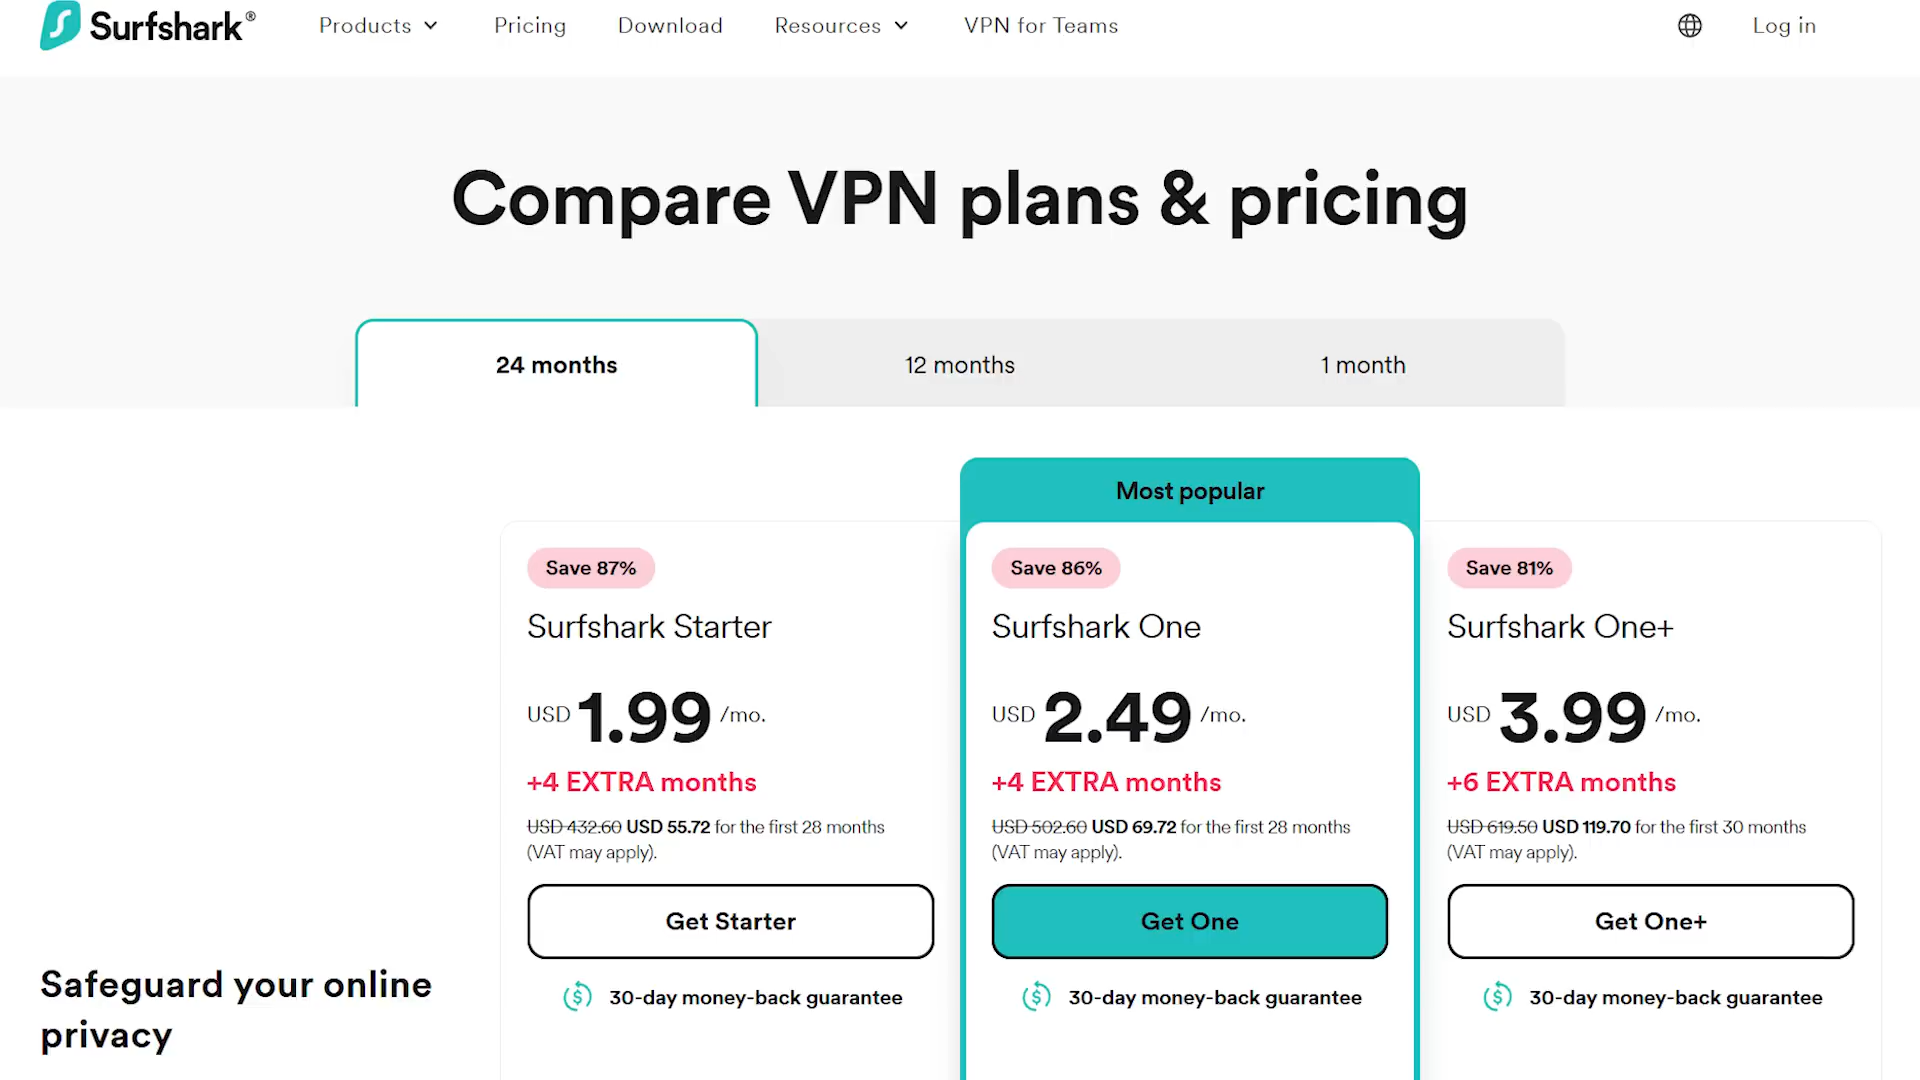 Surfshark®
Products
Pricing
Download
Resources
VPN for Teams
Log in
Compare VPN plans & pricing
24 months
12 months
1 month
Most popular
Save 87%
Surfshark Starter
USD 1.99 /mo.
+4 EXTRA months
USD 432.60 USD 55.72 for the first 28 months
(VAT may apply).
Get Starter
30-day money-back guarantee
Save 86%
Surfshark One
USD 2.49 /mo.
+4 EXTRA months
USD 502.60 USD 69.72 for the first 28 months
(VAT may apply).
Get One
30-day money-back guarantee
Save 81%
Surfshark One+
USD 3.99 /mo.
+6 EXTRA months
USD 619.50 USD 119.70 for the first 30 months
(VAT may apply).
Get One+
30-day money-back guarantee
Safeguard your online
privacy